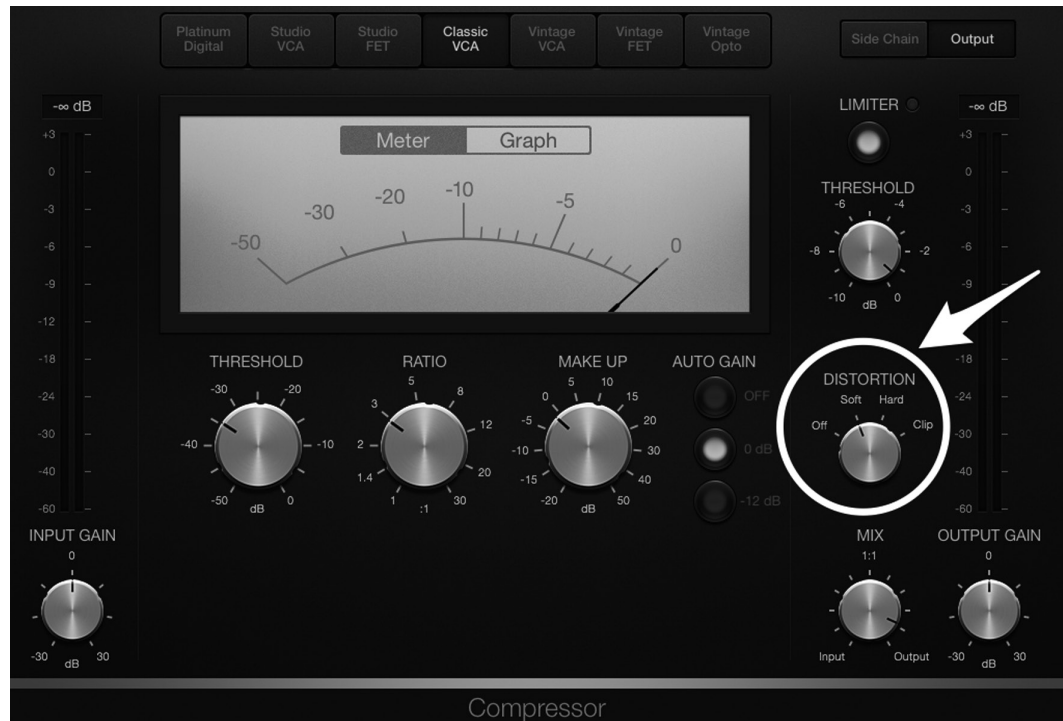 Platinum Digital
Studio VCA
Studio FET
Classic VCA
Vintage VCA
Vintage FET
Vintage Opto
Side Chain
Output
-∞ dB
+3
0
-3
-6
-9
-12
-18
-24
-30
-40
-60
INPUT GAIN
0
-30
30
dB
Meter
Graph
-50
-30
-20
-10
-5
0
THRESHOLD
-30
-20
-40
-10
-50
0
dB
RATIO
5
3
8
2
12
1.4
20
1
30
:1
MAKE UP
5
10
0
15
-5
20
-10
30
-15
40
-20
50
dB
AUTO GAIN
OFF
0 dB
-12 dB
LIMITER
THRESHOLD
-6
-4
-8
-2
-10
0
dB
DISTORTION
Soft
Hard
Off
Clip
MIX
1:1
Input
Output
-∞ dB
+3
0
-3
-6
-9
-18
-24
-30
-40
-60
OUTPUT GAIN
0
-30
30
dB
Compressor